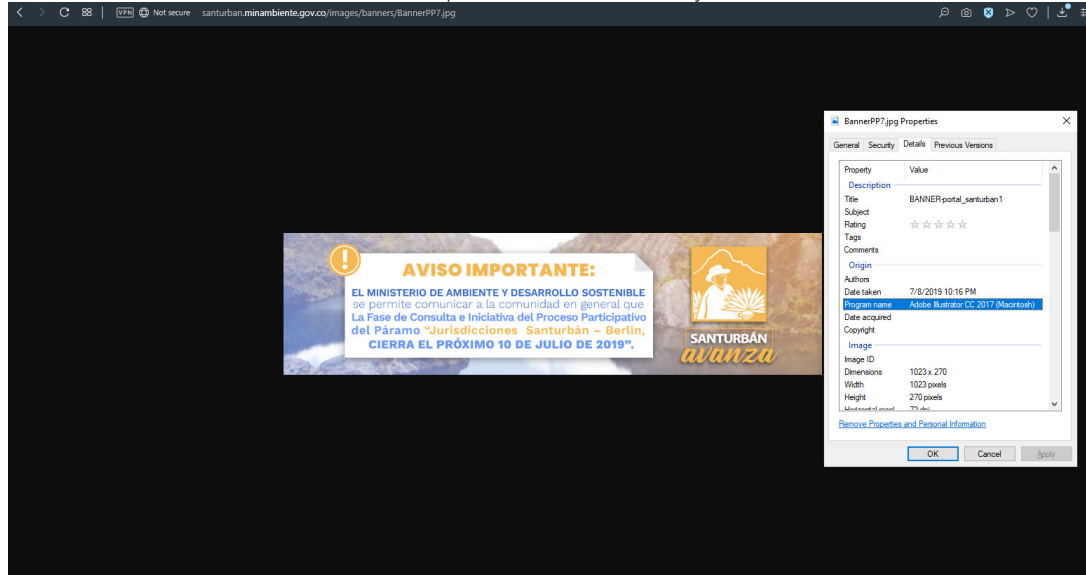 VPN Not secure santurban.minambiente.gov.co/images/banners/BannerPP7.jpg
BannerPP7.jpg Properties
General Security Details Previous Versions
Property Value
Description
Title BANNER-portal_santurban1
Subject
Rating
Tags
Comments
Origin
Authors
Date taken 7/8/2019 10:16 PM
Program name Adobe Illustrator CC 2017 (Macintosh)
Date acquired
Copyright
Image
Image ID
Dimensions 1023 x 270
Width 1023 pixels
Height 270 pixels
72 dpi
Remove Properties and Personal Information
OK Cancel Apply
AVISO IMPORTANTE:
EL MINISTERIO DE AMBIENTE Y DESARROLLO SOSTENIBLE
se permite comunicar a la comunidad en general que
La Fase de Consulta e Iniciativa del Proceso Participativo
del Páramo “Jurisdicciones Santurbán – Berlin,
CIERRA EL PRÓXIMO 10 DE JULIO DE 2019”.
SANTURBÁN
avanza